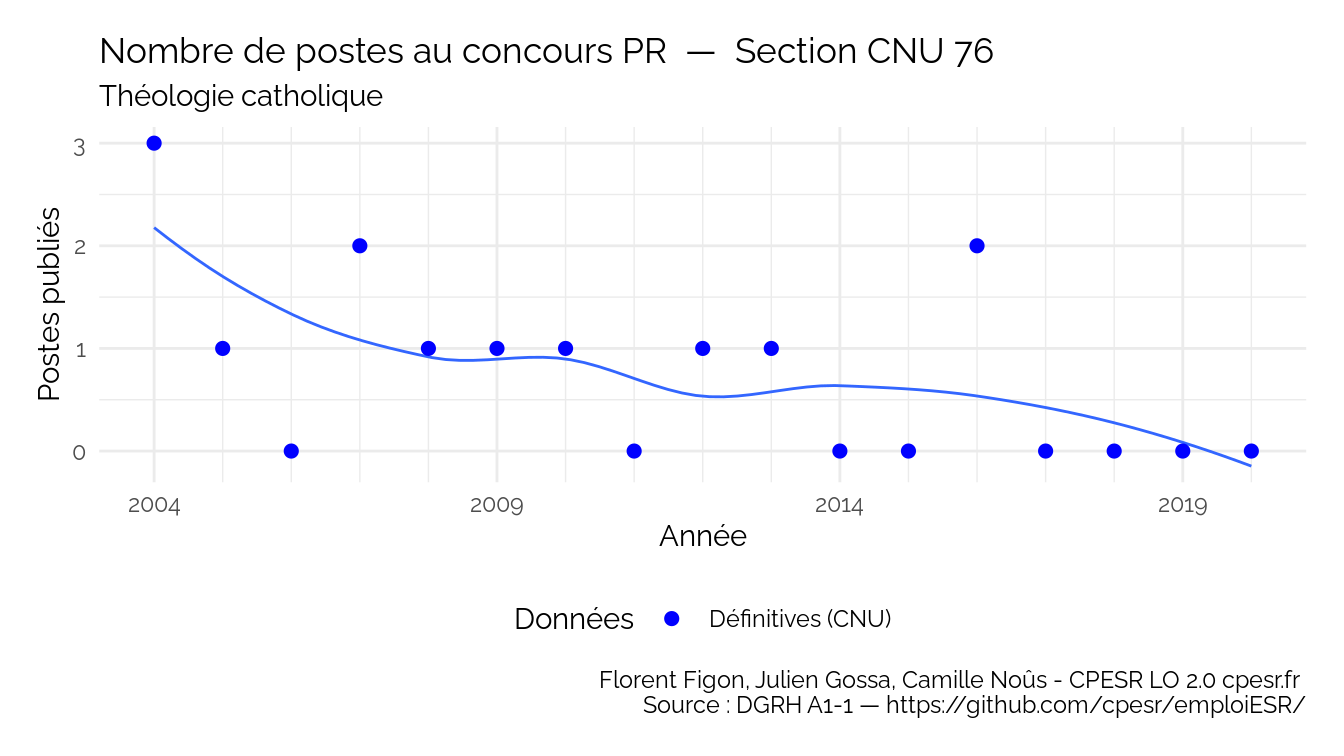 Nombre de postes au concours PR — Section CNU 76
Théologie catholique
Postes publiés
3
2
1
0
2004 2009 2014 2019
Année
Données Définitives (CNU)
Florent Figon, Julien Gossa, Camille Noûs - CPESR LO 2.0 cpesr.fr
Source : DGRH A1-1 — https://github.com/cpesr/emploiESR/